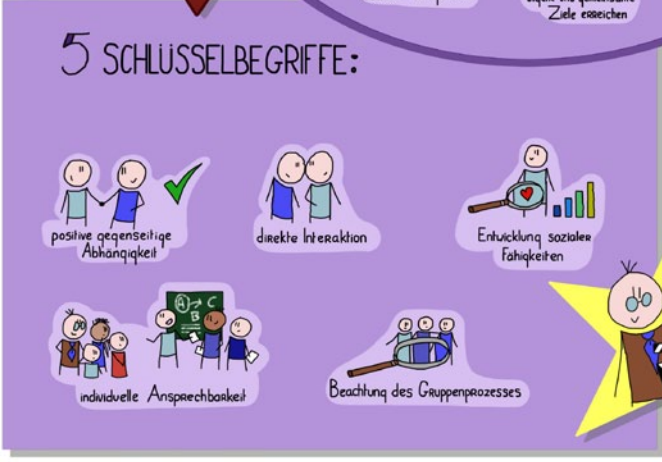 Ziele erreichen
5 SCHLÜSSELBEGRIFFE:
positive gegenseitige
Abhängigkeit
direkte Interaktion
Entwicklung sozialer
Fähigkeiten
A → C
B
individuelle Ansprechbarkeit
Beachtung des Gruppenprozesses